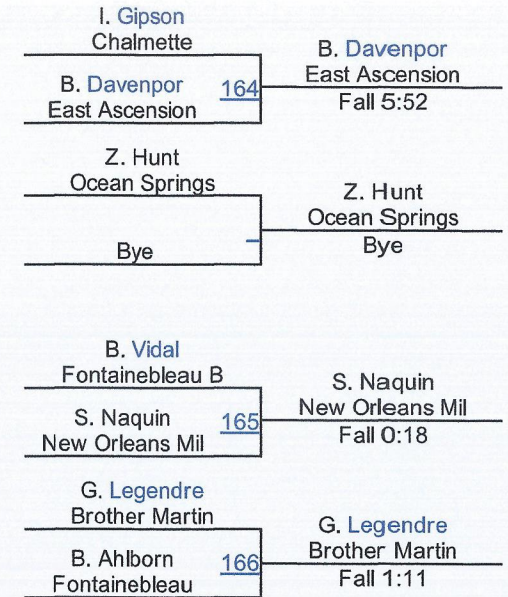 I. Gipson
Chalmette
B. Davenpor
East Ascension
164
B. Davenpor
East Ascension
Fall 5:52
Z. Hunt
Ocean Springs
Bye
Z. Hunt
Ocean Springs
Bye
B. Vidal
Fontainebleau B
S. Naquin
New Orleans Mil
165
S. Naquin
New Orleans Mil
Fall 0:18
G. Legendre
Brother Martin
B. Ahlborn
Fontainebleau
166
G. Legendre
Brother Martin
Fall 1:11